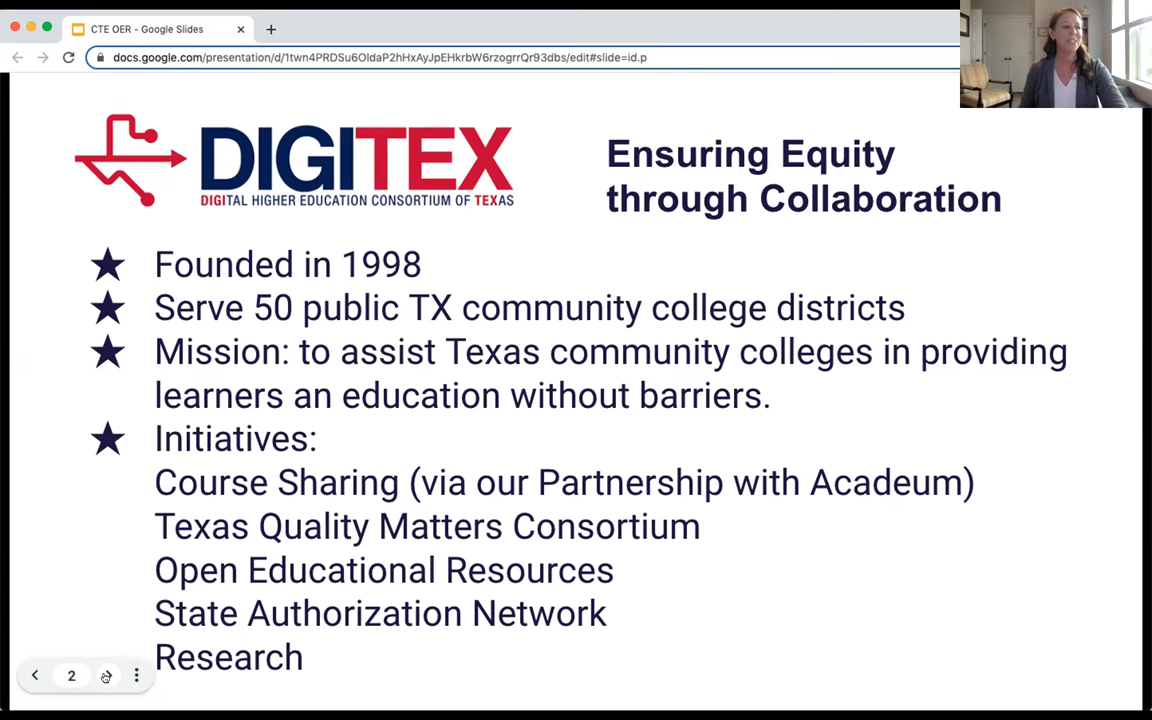 CTE OER - Google Slides
docs.google.com/presentation/d/1twn4PRDSu6OldaP2hHxAyJpEHkrbW6rzogrrQr93dbs/edit#slide=id.p
DIGITEX
DIGITAL HIGHER EDUCATION CONSORTIUM OF TEXAS
Ensuring Equity
through Collaboration
★ Founded in 1998
★ Serve 50 public TX community college districts
★ Mission: to assist Texas community colleges in providing
learners an education without barriers.
★ Initiatives:
Course Sharing (via our Partnership with Acadeum)
Texas Quality Matters Consortium
Open Educational Resources
State Authorization Network
Research
2